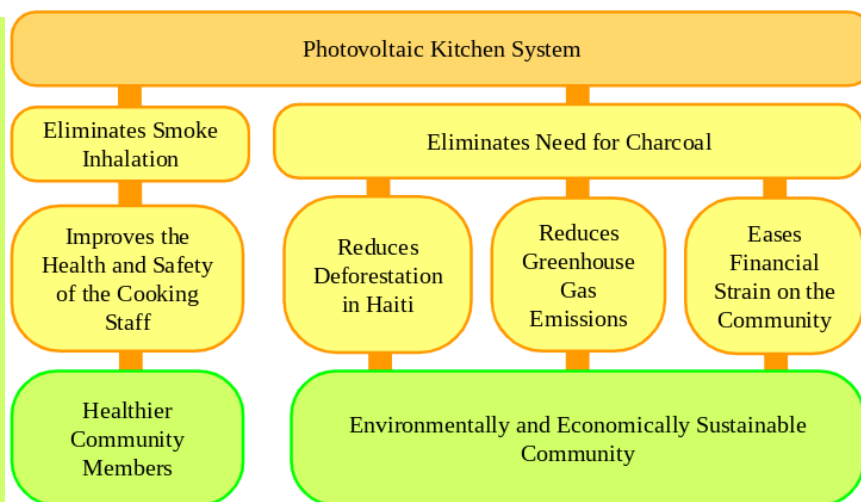 Photovoltaic Kitchen System
Eliminates Smoke
Inhalation
Eliminates Need for Charcoal
Improves the
Health and Safety
of the Cooking
Staff
Reduces
Deforestation
in Haiti
Reduces
Greenhouse
Gas
Emissions
Eases
Financial
Strain on the
Community
Healthier
Community
Members
Environmentally and Economically Sustainable
Community